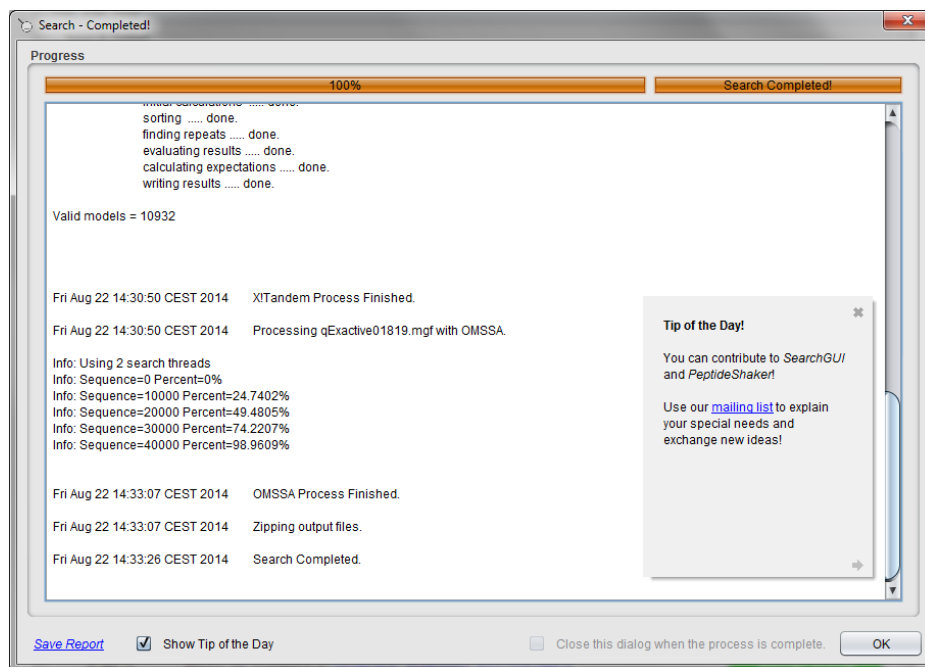 Search - Completed!
Progress
100%
Search Completed!
initial calculations ..... done.
sorting ..... done.
finding repeats ..... done.
evaluating results ..... done.
calculating expectations ..... done.
writing results ..... done.
Valid models = 10932
Fri Aug 22 14:30:50 CEST 2014 X!Tandem Process Finished.
Fri Aug 22 14:30:50 CEST 2014 Processing qExactive01819.mgf with OMSSA.
Info: Using 2 search threads
Info: Sequence=0 Percent=0%
Info: Sequence=10000 Percent=24.7402%
Info: Sequence=20000 Percent=49.4805%
Info: Sequence=30000 Percent=74.2207%
Info: Sequence=40000 Percent=98.9609%
Fri Aug 22 14:33:07 CEST 2014 OMSSA Process Finished.
Fri Aug 22 14:33:07 CEST 2014 Zipping output files.
Fri Aug 22 14:33:26 CEST 2014 Search Completed.
Tip of the Day!
You can contribute to SearchGUI
and PeptideShaker!
Use our mailing list to explain
your special needs and
exchange new ideas!
Save Report
Show Tip of the Day
Close this dialog when the process is complete.
OK